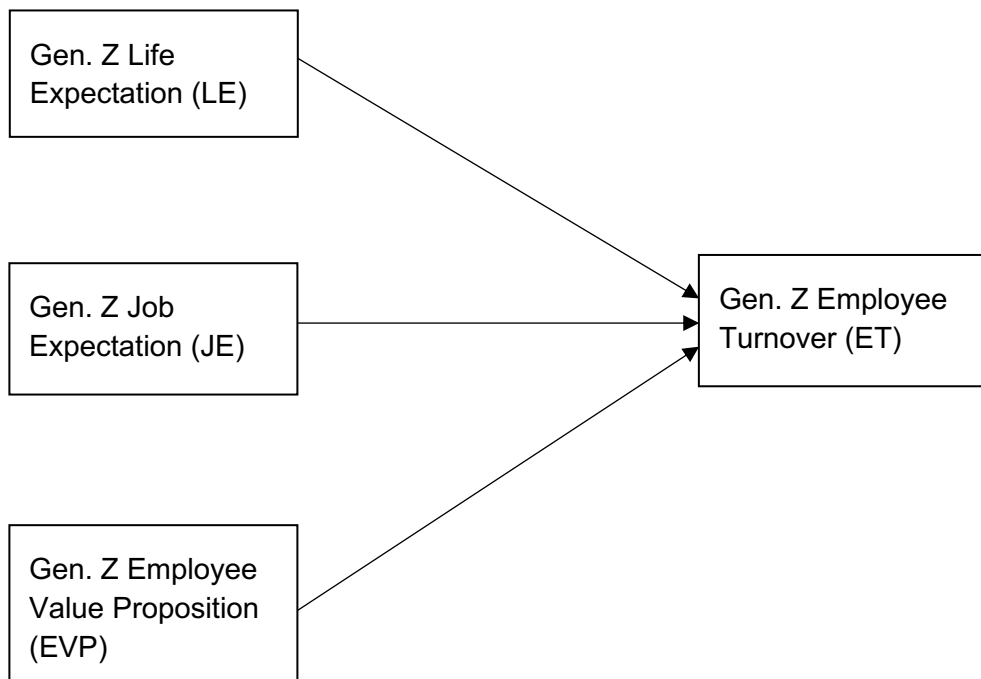 Gen. Z Life
Expectation (LE)
Gen. Z Job
Expectation (JE)
Gen. Z Employee
Turnover (ET)
Gen. Z Employee
Value Proposition
(EVP)